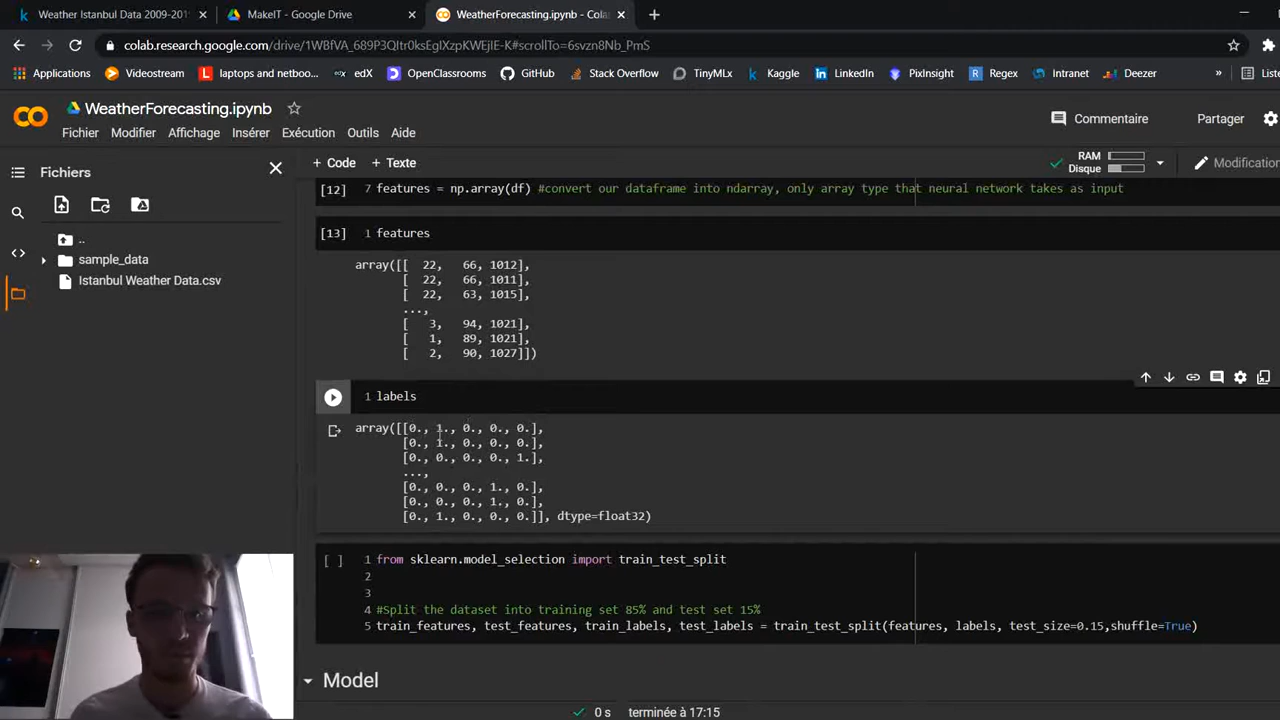 Weather Istanbul Data 2009-201
MakeIT - Google Drive
WeatherForecasting.ipynb - Cola
colab.research.google.com/drive/1WBfVA_689P3QItr0ksEglXzpKWEJlE-K#scrollTo=6svzn8Nb_PmS
Applications
Videostream
laptops and netboo...
edX
OpenClassrooms
GitHub
Stack Overflow
TinyMLx
Kaggle
LinkedIn
PixInsight
Regex
Intranet
Deezer
»
Liste
WeatherForecasting.ipynb
Commentaire
Partager
Fichier Modifier Affichage Insérer Exécution Outils Aide
Fichiers
+ Code + Texte
RAM
Disque
Modification
..
sample_data
Istanbul Weather Data.csv
[12] 7 features = np.array(df) #convert our dataframe into ndarray, only array type that neural network takes as input
[13] 1 features
array([[ 22, 66, 1012],
[ 22, 66, 1011],
[ 22, 63, 1015],
...,
[ 3, 94, 1021],
[ 1, 89, 1021],
[ 2, 90, 1027]])
1 labels
array([[0., 1., 0., 0., 0.],
[0., 1., 0., 0., 0.],
[0., 0., 0., 0., 1.],
...,
[0., 0., 0., 1., 0.],
[0., 0., 0., 1., 0.],
[0., 1., 0., 0., 0.]], dtype=float32)
[ ] 1 from sklearn.model_selection import train_test_split
2
3
4 #Split the dataset into training set 85% and test set 15%
5 train_features, test_features, train_labels, test_labels = train_test_split(features, labels, test_size=0.15,shuffle=True)
Model
0 s terminée à 17:15